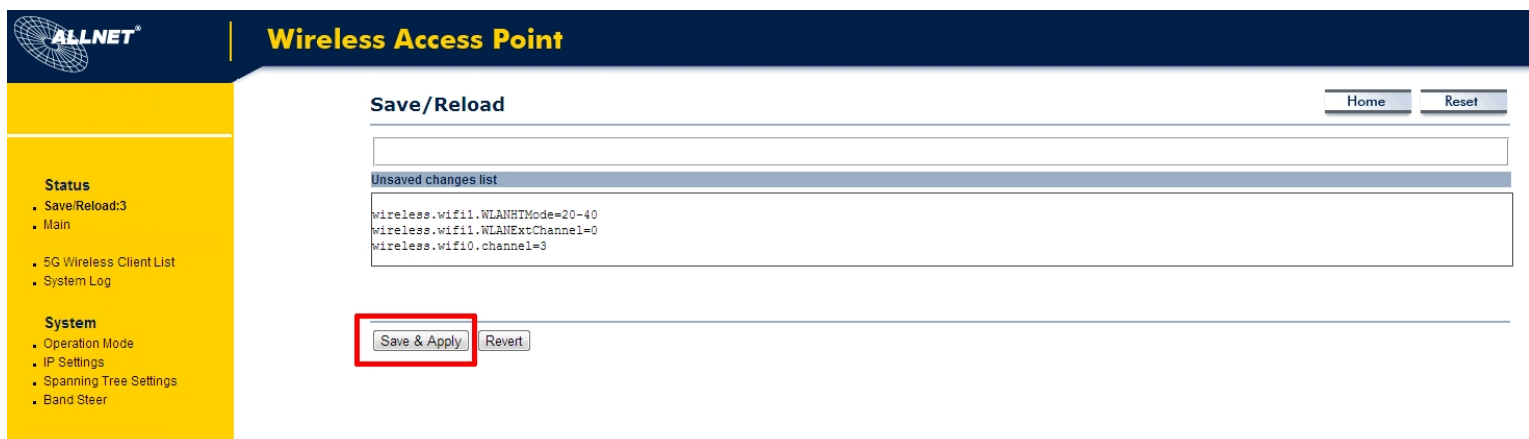 ALLNET®
Wireless Access Point
Save/Reload
Home
Reset
Unsaved changes list
wireless.wifi1.WLANHTMode=20-40
wireless.wifi1.WLANExtChannel=0
wireless.wifi0.channel=3
Save & Apply
Revert
Status
Save/Reload:3
Main
5G Wireless Client List
System Log
System
Operation Mode
IP Settings
Spanning Tree Settings
Band Steer